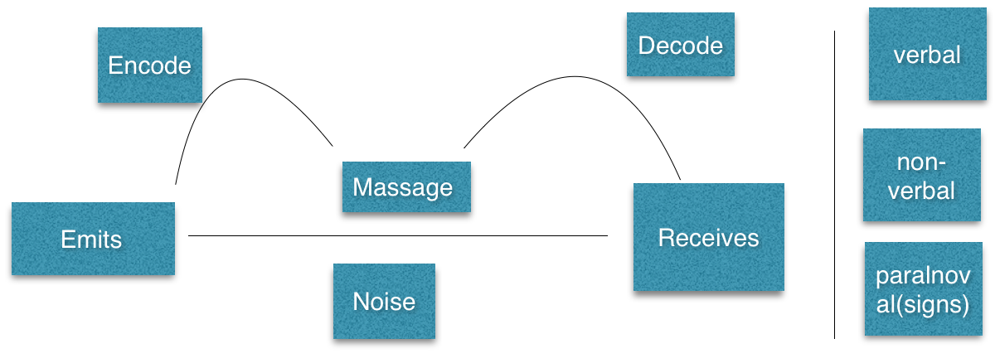 Encode
Decode
verbal
Massage
non-
verbal
Emits
Receives
Noise
paralnov
al(signs)